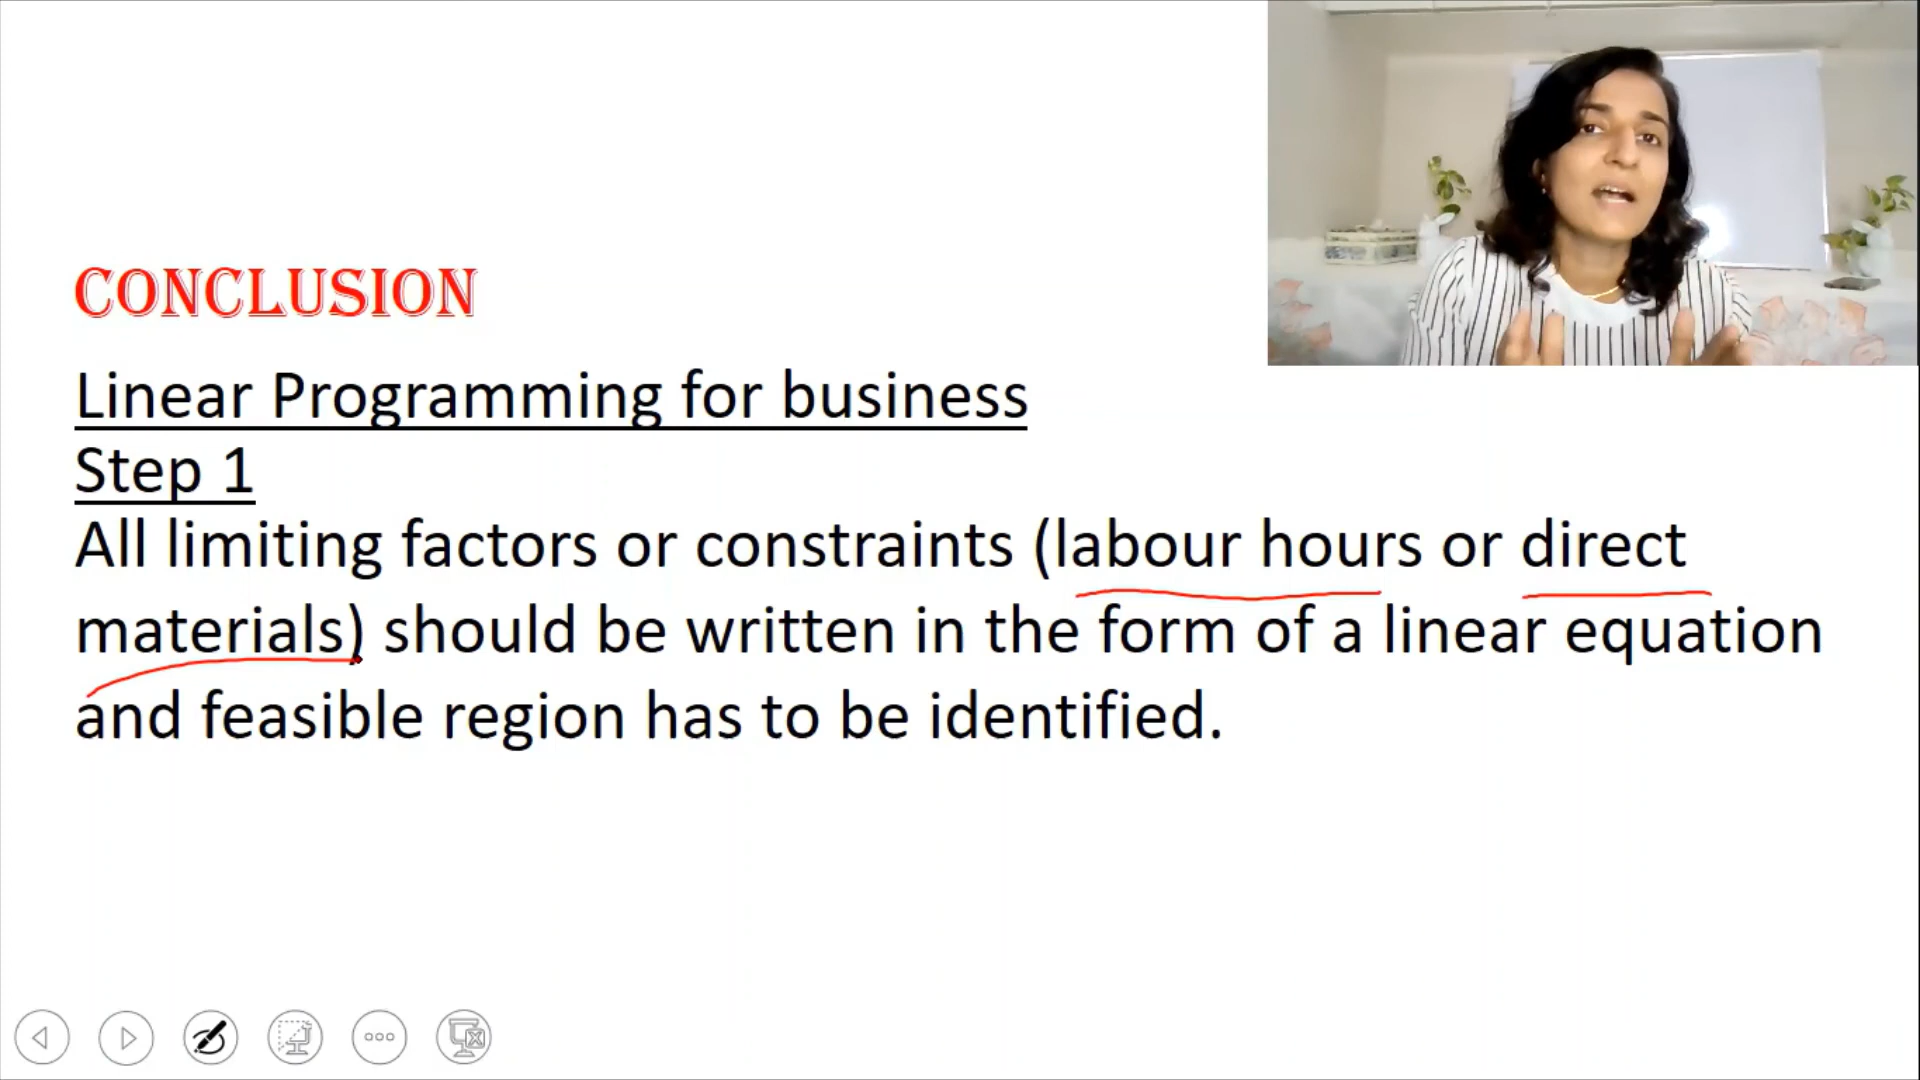 CONCLUSION
Linear Programming for business
Step 1
All limiting factors or constraints (labour hours or direct
materials) should be written in the form of a linear equation
and feasible region has to be identified.